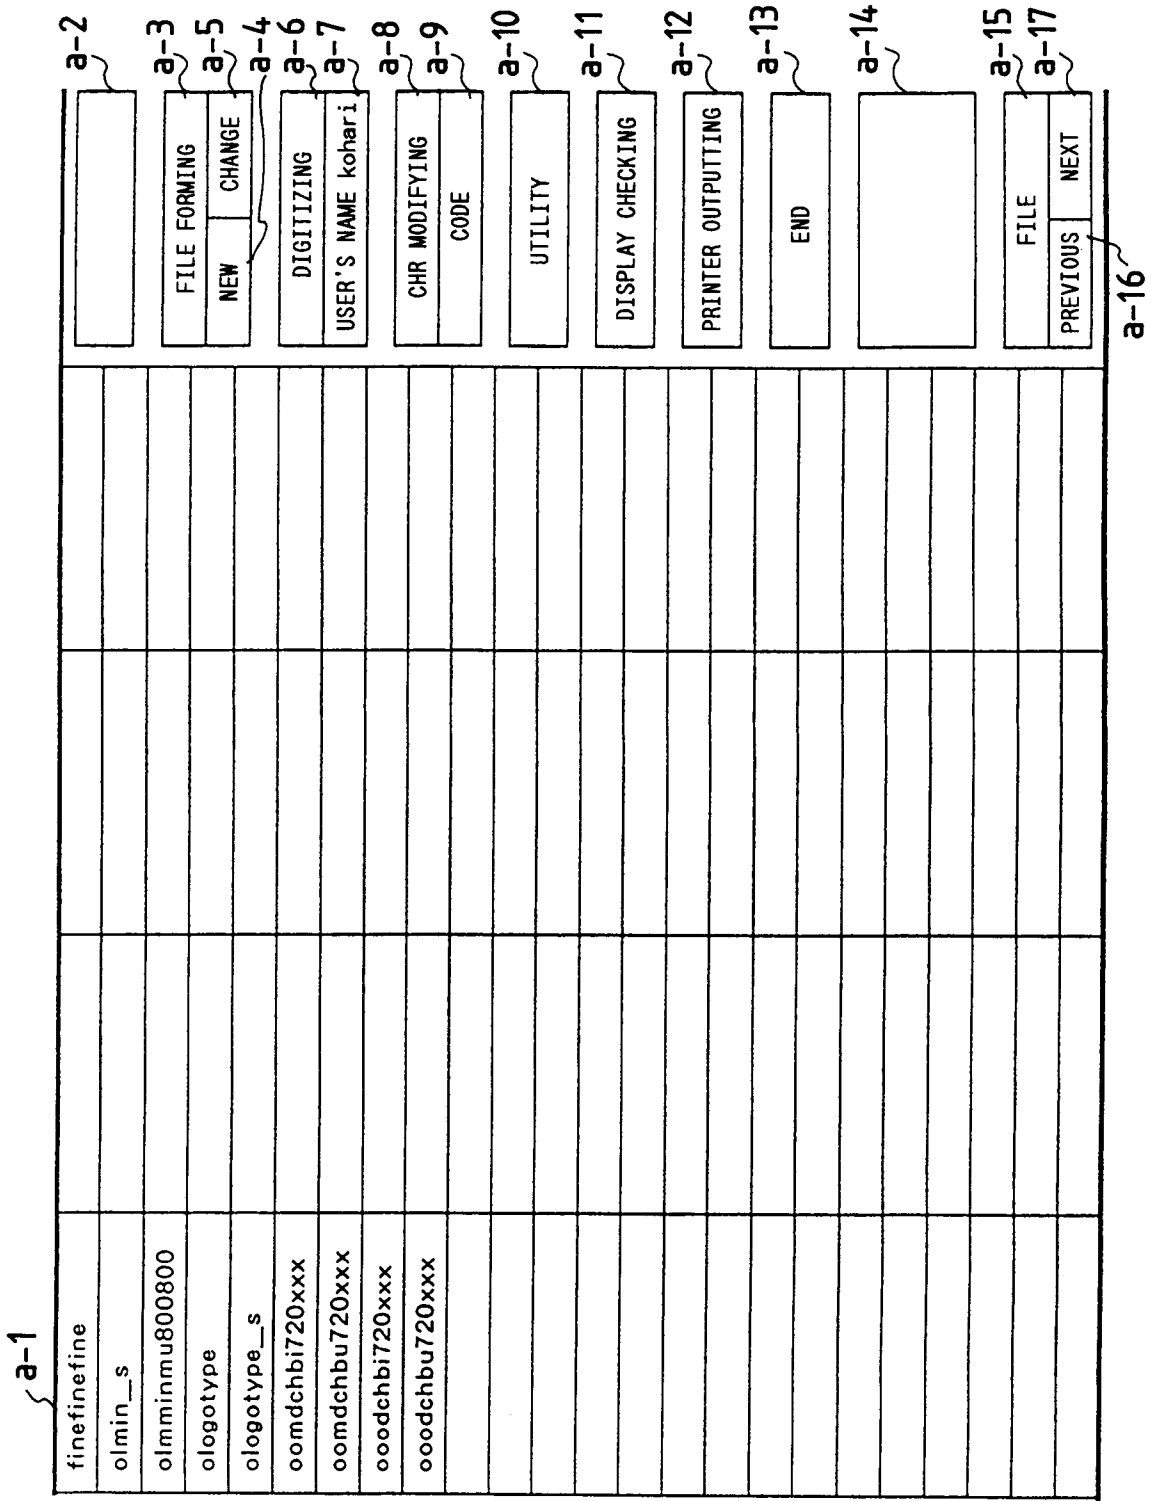 a-1
finefinefine
olmin__s
olmminmu800800
ologotype
ologotype__s
oomdchbi720xxx
oomdchbu720xxx
ooodchbi720xxx
ooodchbu720xxx
a-2
FILE FORMING
a-3
NEW
CHANGE
a-5
a-4
DIGITIZING
a-6
USER'S NAME kohari
a-7
CHR MODIFYING
a-8
CODE
a-9
UTILITY
a-10
DISPLAY CHECKING
a-11
PRINTER OUTPUTTING
a-12
END
a-13
a-14
FILE
a-15
PREVIOUS
NEXT
a-17
a-16